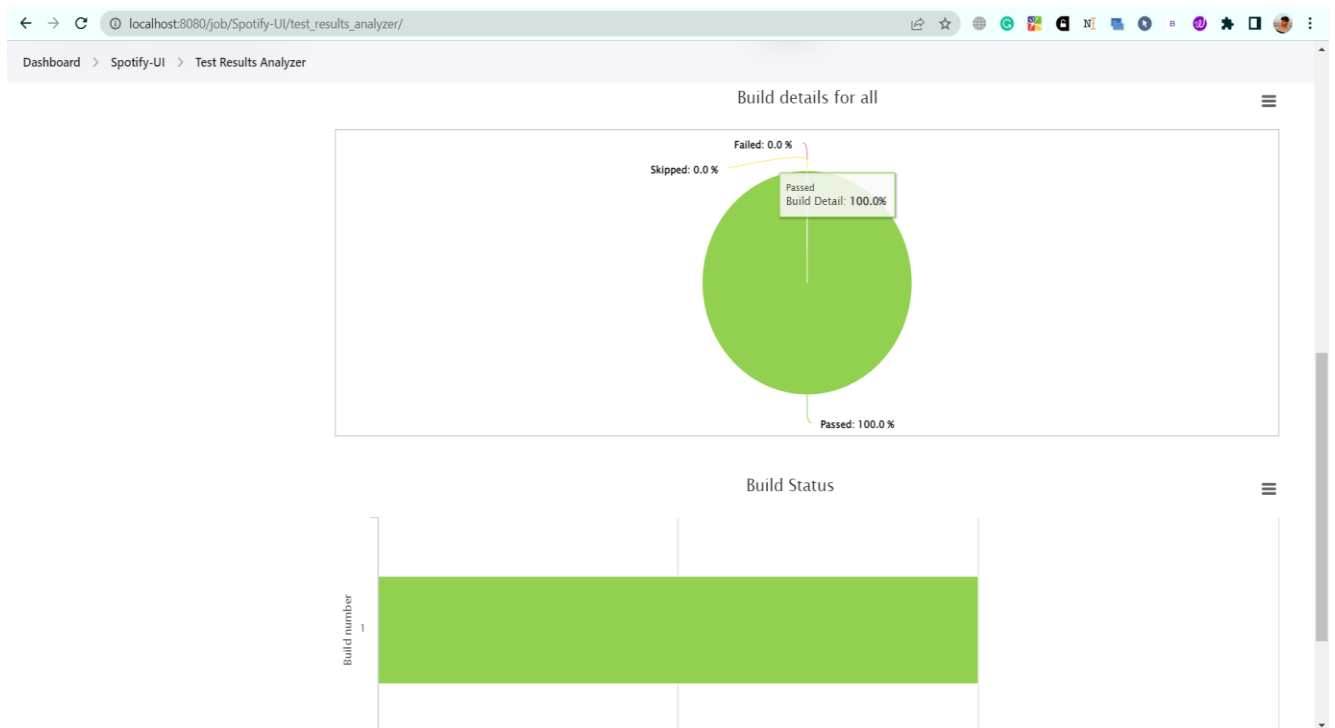 localhost:8080/job/Spotify-UI/test_results_analyzer/
Dashboard > Spotify-UI > Test Results Analyzer
Build details for all
Failed: 0.0 %
Skipped: 0.0 %
Passed
Build Detail: 100.0%
Passed: 100.0 %
Build Status
Build number
1